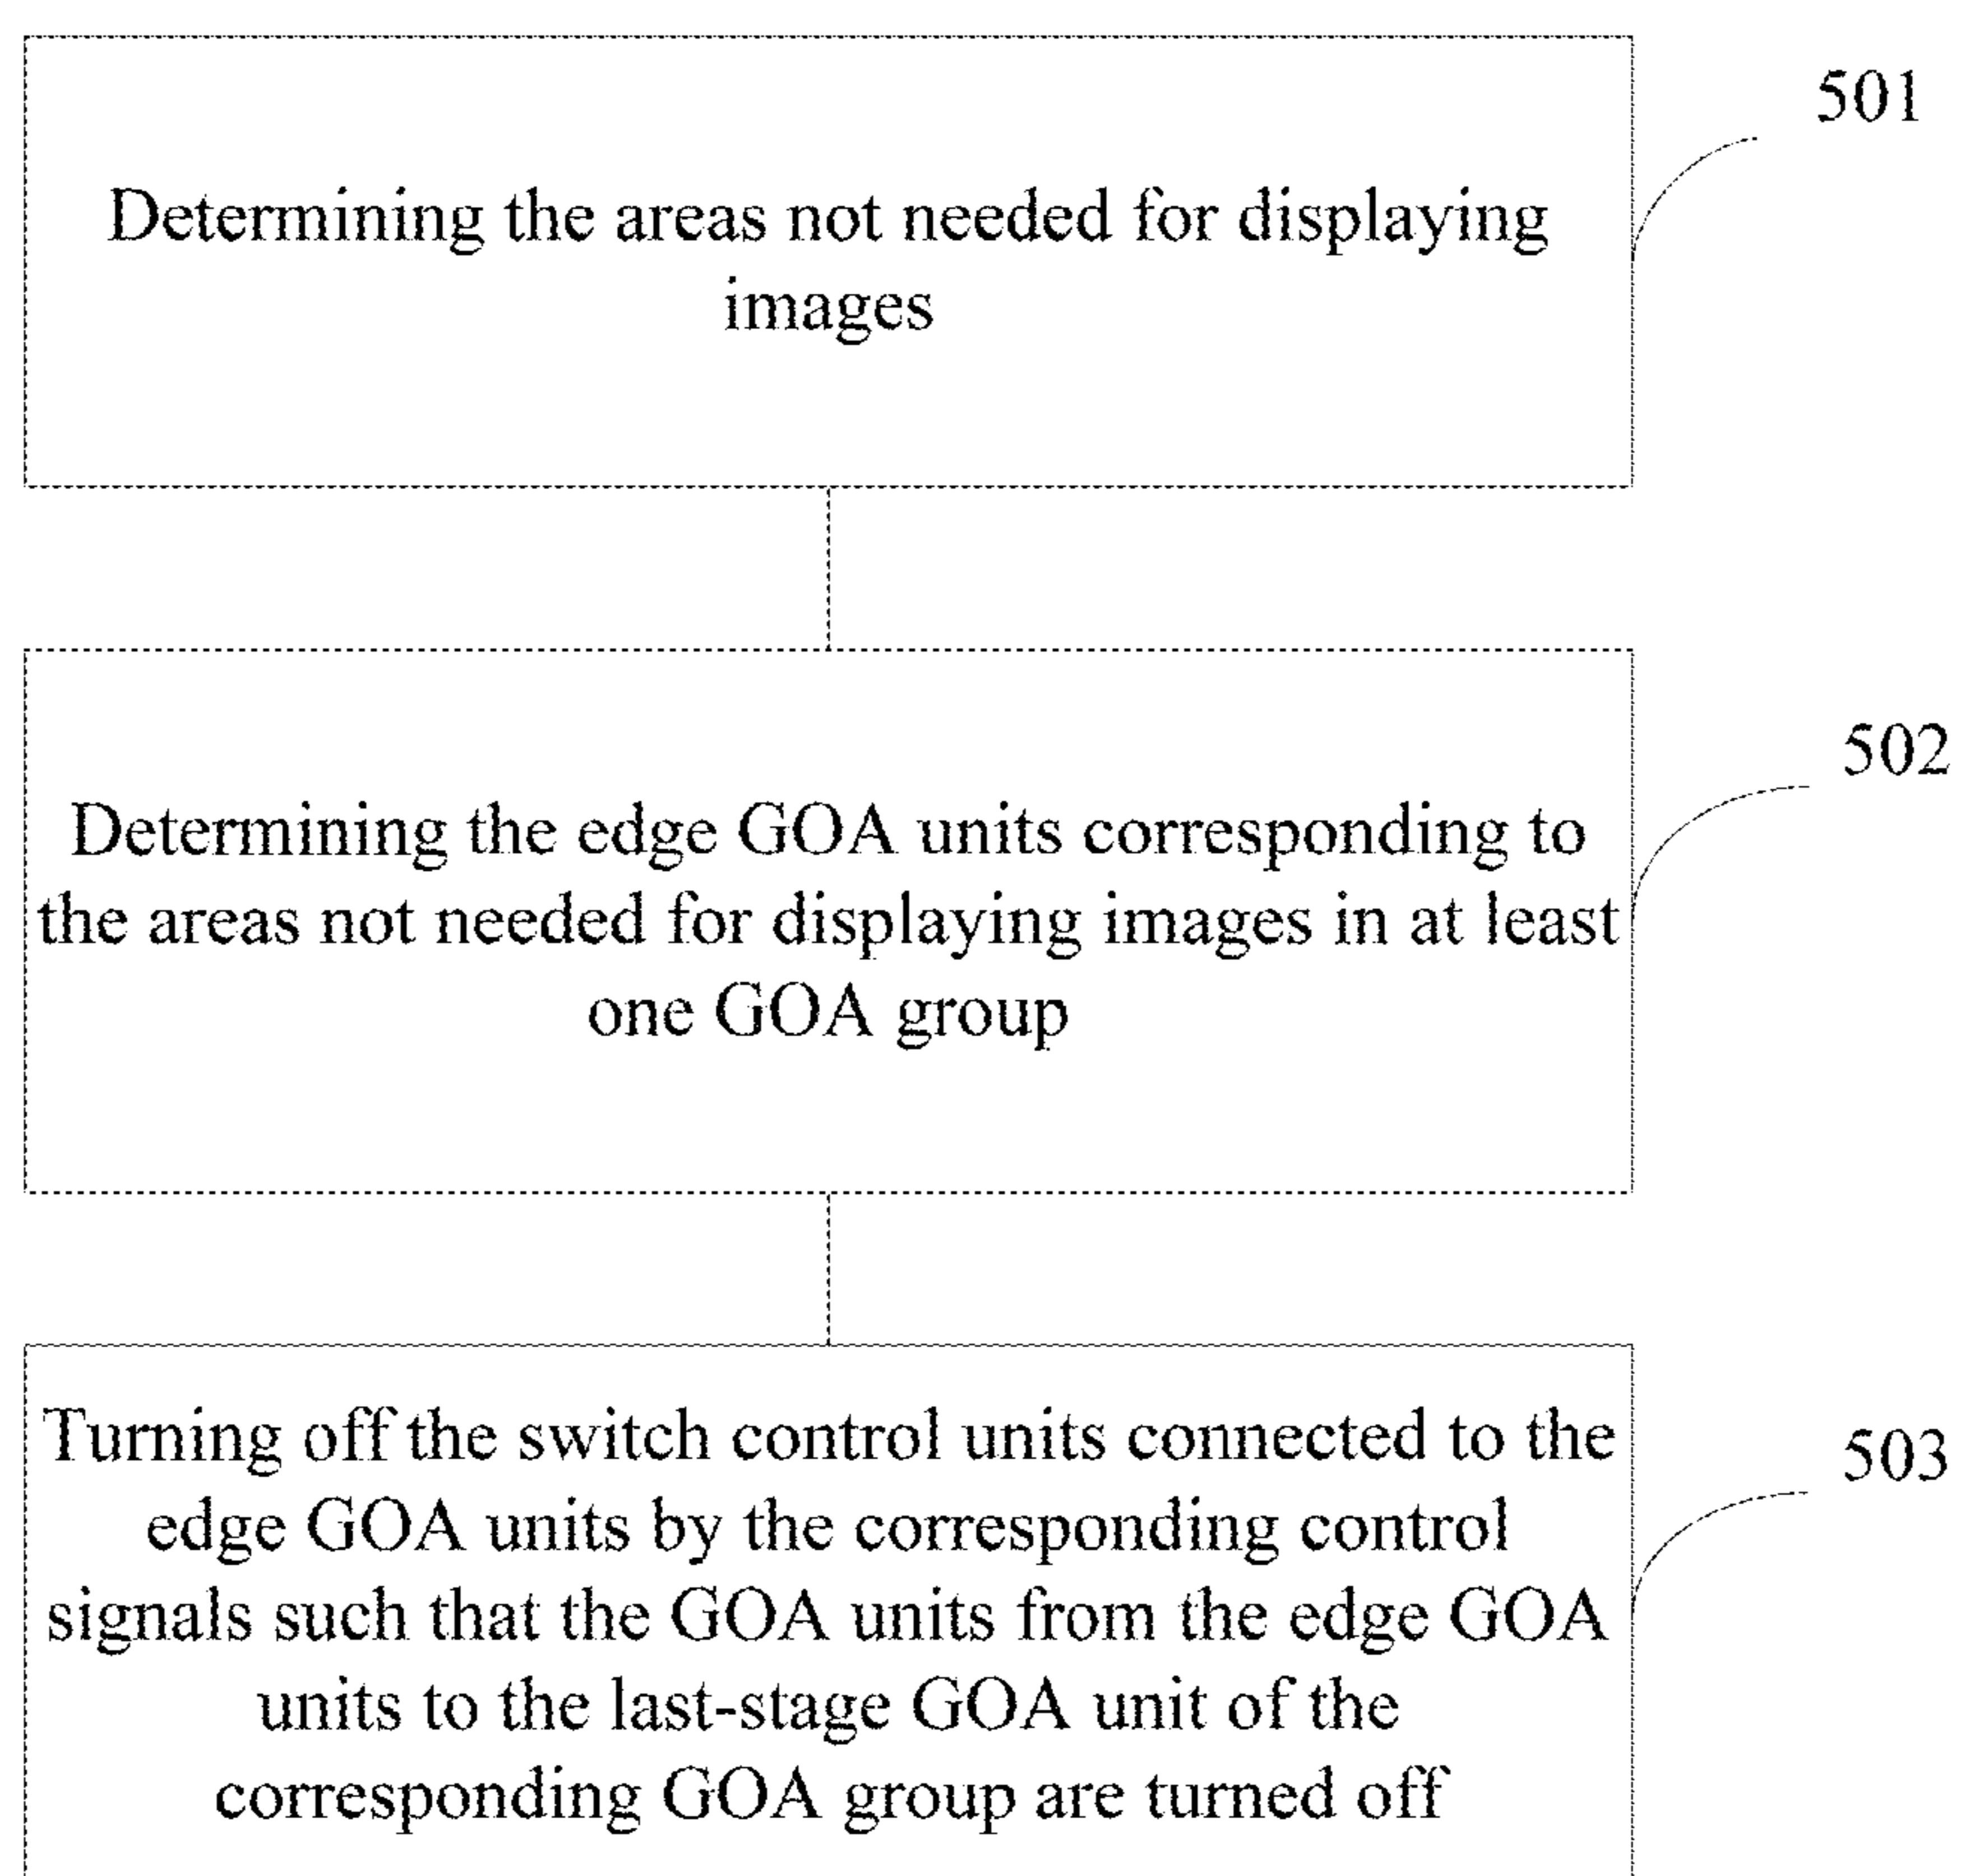 501
Determining the areas not needed for displaying
images
502
Determining the edge GOA units corresponding to
the areas not needed for displaying images in at least
one GOA group
503
Turning off the switch control units connected to the
edge GOA units by the corresponding control
signals such that the GOA units from the edge GOA
units to the last-stage GOA unit of the
corresponding GOA group are turned off